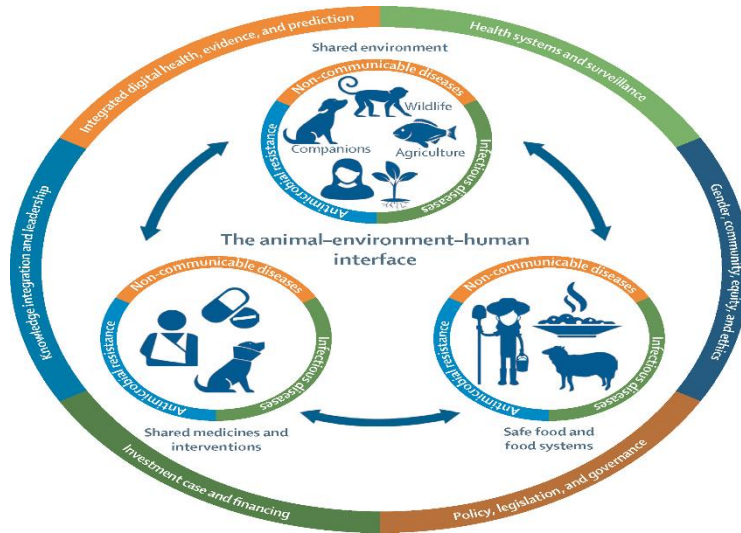 Integrated digital health, evidence, and prediction
Health systems and surveillance
Shared environment
Non-communicable diseases
Wildlife
Companions
Agriculture
Antimicrobial resistance
Infectious diseases
Knowledge integration and leadership
Gender, community, equity, and ethics
The animal–environment–human
interface
Non-communicable diseases
Antimicrobial resistance
Infectious diseases
Non-communicable diseases
Antimicrobial resistance
Infectious diseases
Shared medicines and
interventions
Safe food and
food systems
Investment case and financing
Policy, legislation, and governance